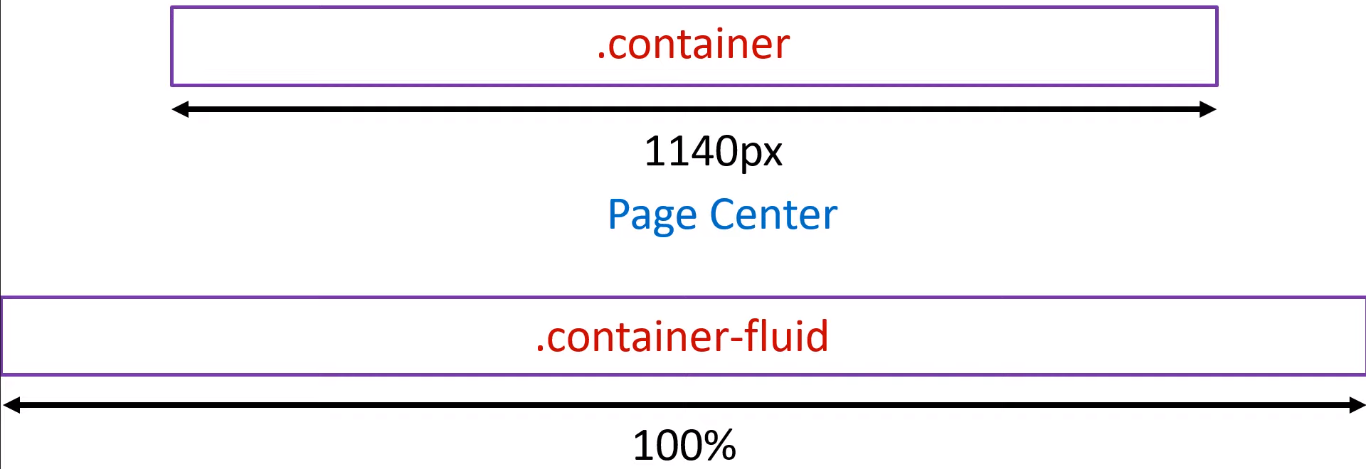 .container
1140px
Page Center
.container-fluid
100%